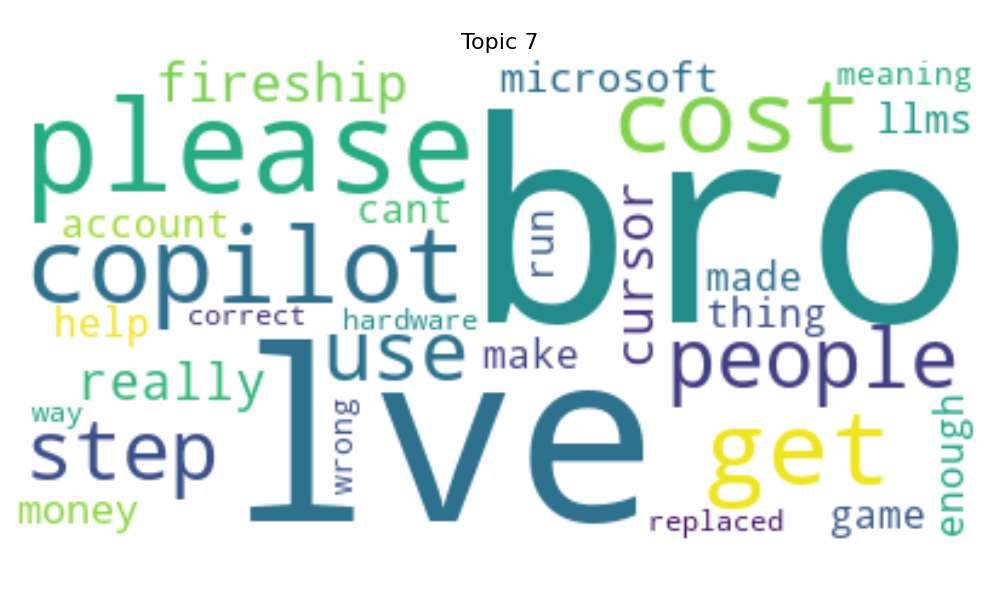 Topic 7
fireship
microsoft
meaning
please
cost
llms
bro
account
cant
copilot
run
cursor
made
thing
help
correct
hardware
use
make
people
really
lve
way
step
wrong
get
enough
money
replaced
game